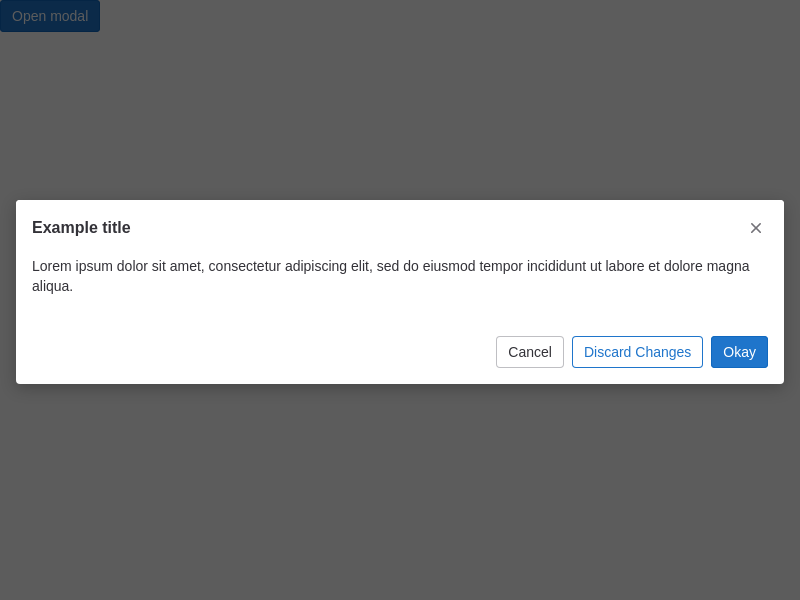 Open modal
Example title
Lorem ipsum dolor sit amet, consectetur adipiscing elit, sed do eiusmod tempor incididunt ut labore et dolore magna
aliqua.
Cancel Discard Changes Okay